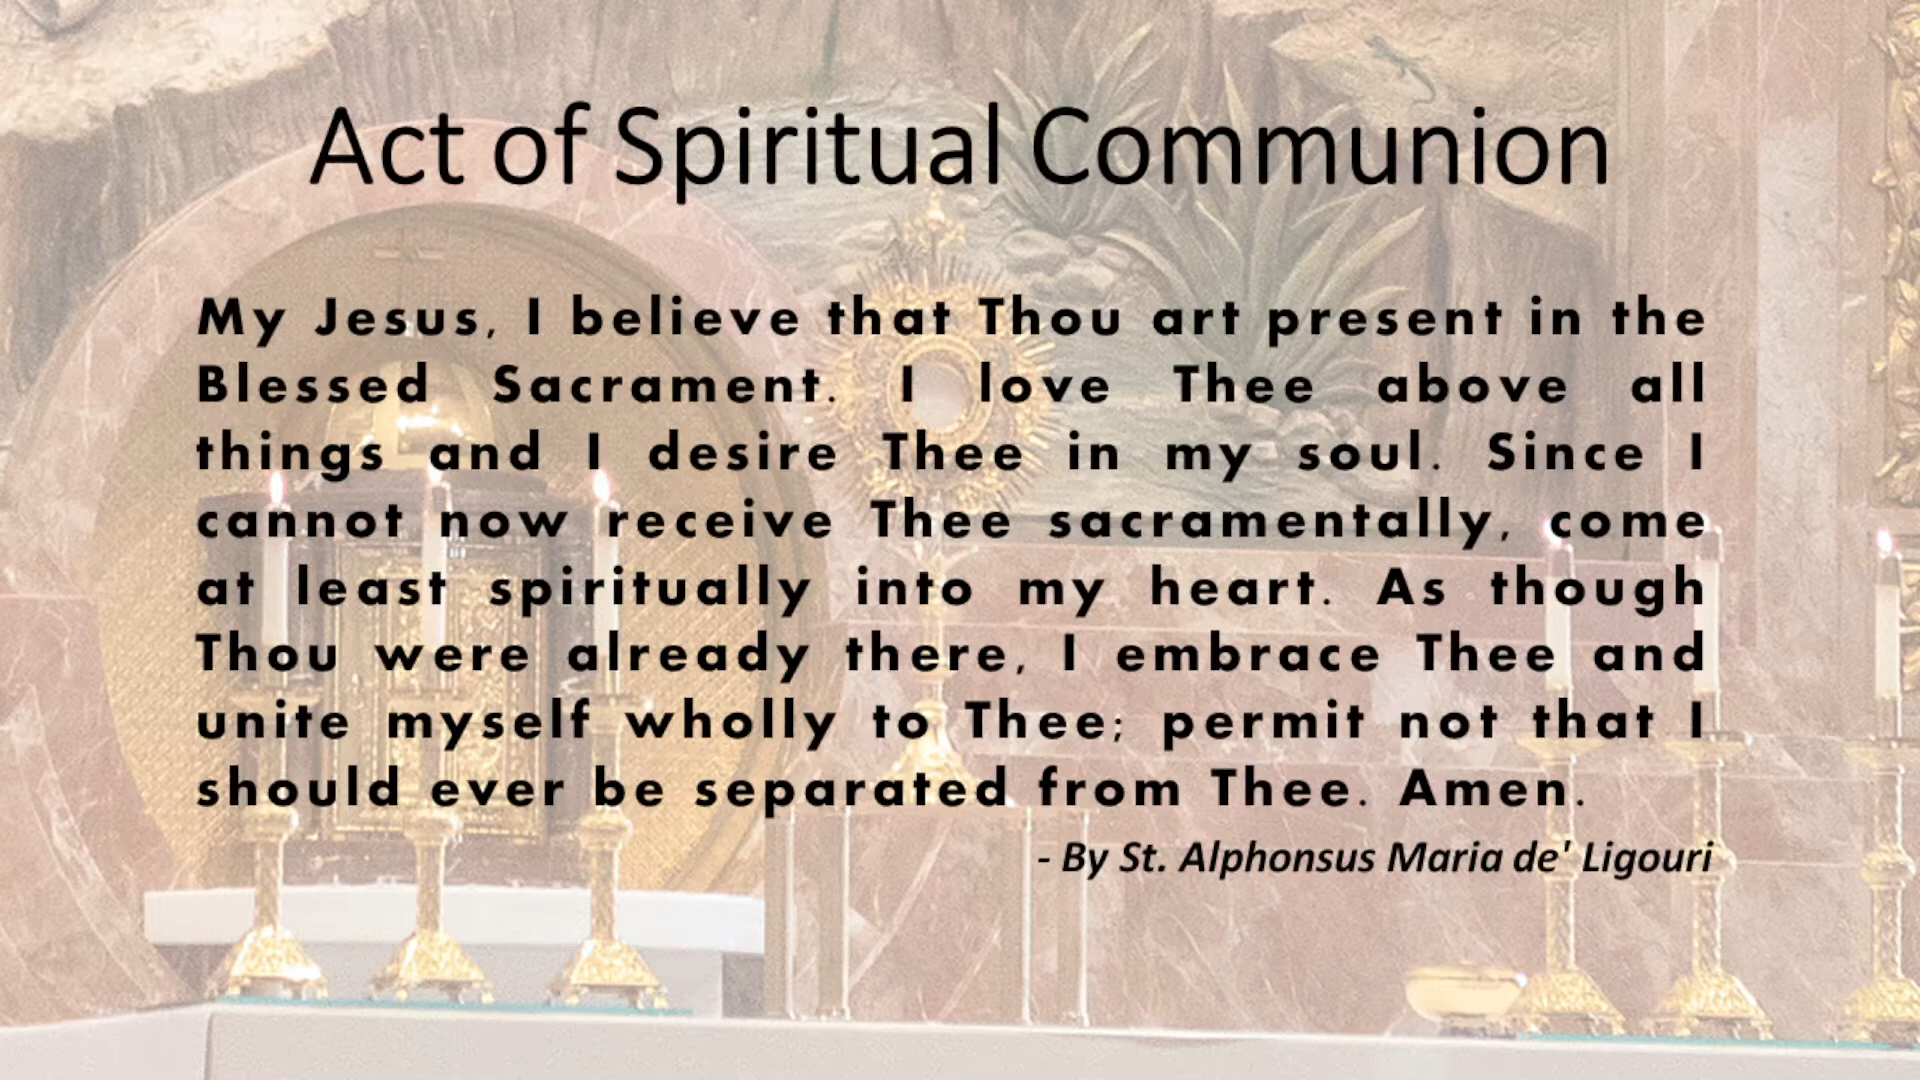 Act of Spiritual Communion
My Jesus, I believe that Thou art present in the
Blessed Sacrament. I love Thee above all
things and I desire Thee in my soul. Since I
cannot now receive Thee sacramentally, come
at least spiritually into my heart. As though
Thou were already there, I embrace Thee and
unite myself wholly to Thee; permit not that I
should ever be separated from Thee. Amen.
- By St. Alphonsus Maria de' Ligouri